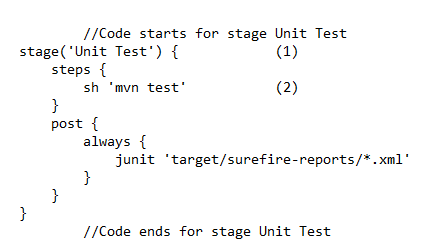 //Code starts for stage Unit Test
stage('Unit Test') { (1)
steps {
sh 'mvn test' (2)
}
post {
always {
junit 'target/surefire-reports/*.xml'
}
}
}
//Code ends for stage Unit Test